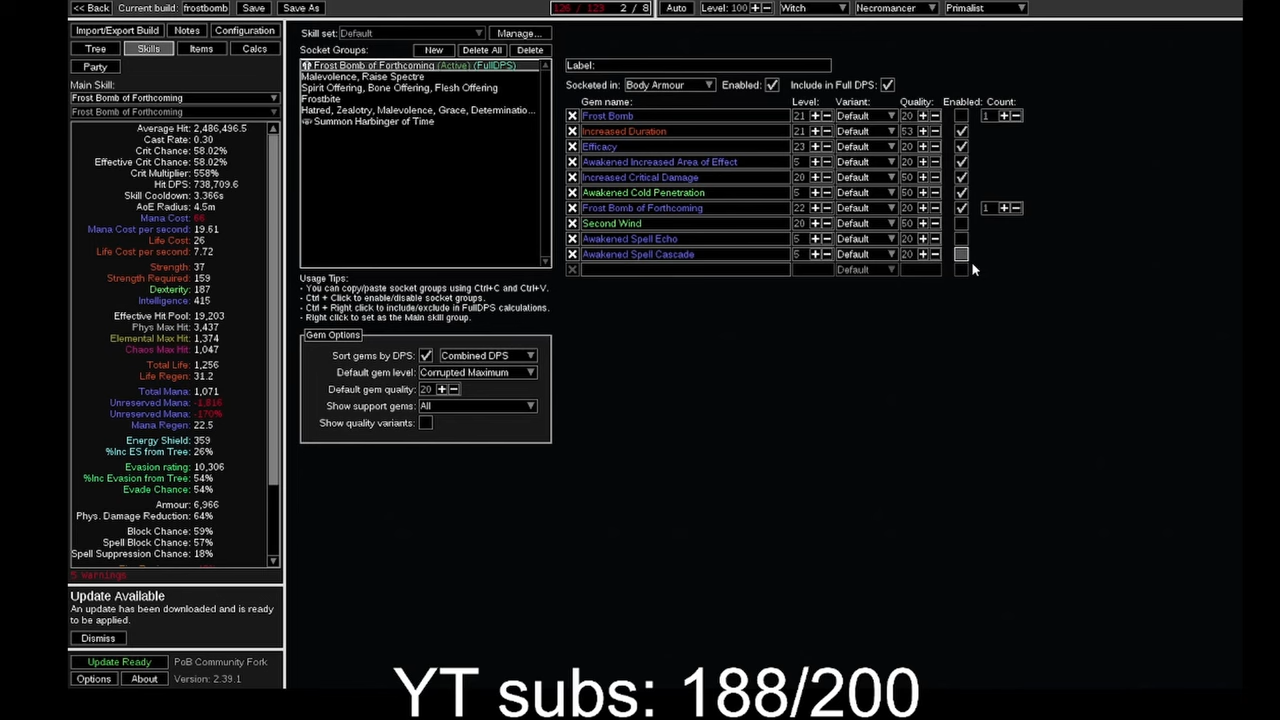 << Back Current build: frostbomb Save Save As 126 / 123 2 / 8 Auto Level: 100 Witch Necromancer Primalist
Import/Export Build Notes Configuration
Tree Skills Items Calcs
Party
Main Skill:
Frost Bomb of Forthcoming
Frost Bomb of Forthcoming
Average Hit: 2,486,496.5
Cast Rate: 0.30
Crit Chance: 58.02%
Effective Crit Chance: 58.02%
Crit Multiplier: 558%
Hit DPS: 738,709.6
Skill Cooldown: 3.366s
AoE Radius: 4.5m
Mana Cost: 66
Mana Cost per second: 19.61
Life Cost: 26
Life Cost per second: 7.72
Strength: 37
Strength Required: 159
Dexterity: 187
Intelligence: 415
Effective Hit Pool: 19,203
Phys Max Hit: 3,437
Elemental Max Hit: 1,374
Chaos Max Hit: 1,047
Total Life: 1,256
Life Regen: 31.2
Total Mana: 1,071
Unreserved Mana: -1,816
Unreserved Mana: -170%
Mana Regen: 22.5
Energy Shield: 359
%Inc ES from Tree: 26%
Evasion rating: 10,306
%Inc Evasion from Tree: 54%
Evade Chance: 54%
Armour: 6,966
Phys. Damage Reduction: 64%
Block Chance: 59%
Spell Block Chance: 57%
Spell Suppression Chance: 18%
5 warnings
Update Available
An update has been downloaded and is ready
to be applied.
Dismiss
Update Ready PoB Community Fork
Options About Version: 2.39.1
Skill set: Default Manage...
Socket Groups: New Delete All Delete
Frost Bomb of Forthcoming (Active) (FullDPS)
Malevolence, Raise Spectre
Spirit Offering, Bone Offering, Flesh Offering
Frostbite
Hatred, Zealotry, Malevolence, Grace, Determinatio...
Summon Harbinger of Time
Usage Tips:
- You can copy/paste socket groups using Ctrl+C and Ctrl+V.
- Ctrl + Click to enable/disable socket groups.
- Ctrl + Right click to include/exclude in FullDPS calculations.
- Right click to set as the Main skill group.
Gem Options
Sort gems by DPS: Combined DPS
Default gem level: Corrupted Maximum
Default gem quality: 20
Show support gems: All
Show quality variants:
Label:
Socketed in: Body Armour Enabled: Include in Full DPS:
Gem name: Level: Variant: Quality: Enabled: Count:
Frost Bomb 21 Default 20 1
Increased Duration 21 Default 53
Efficacy 23 Default 20
Awakened Increased Area of Effect 5 Default 20
Increased Critical Damage 20 Default 50
Awakened Cold Penetration 5 Default 50
Frost Bomb of Forthcoming 22 Default 20 1
Second Wind 20 Default 50
Awakened Spell Echo 5 Default 20
Awakened Spell Cascade 5 Default 20
Default
YT subs: 188/200